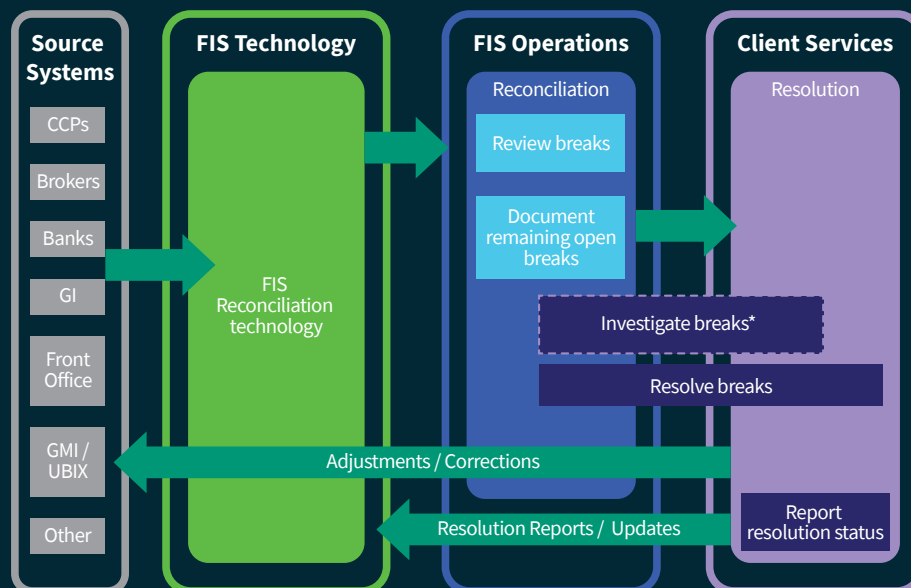 Source
Systems
CCPs
Brokers
Banks
GI
Front
Office
GMI /
UBIX
Other
FIS Technology
FIS
Reconciliation
technology
FIS Operations
Reconciliation
Review breaks
Document
remaining open
breaks
Client Services
Resolution
Investigate breaks*
Resolve breaks
Adjustments / Corrections
Resolution Reports / Updates
Report
resolution status